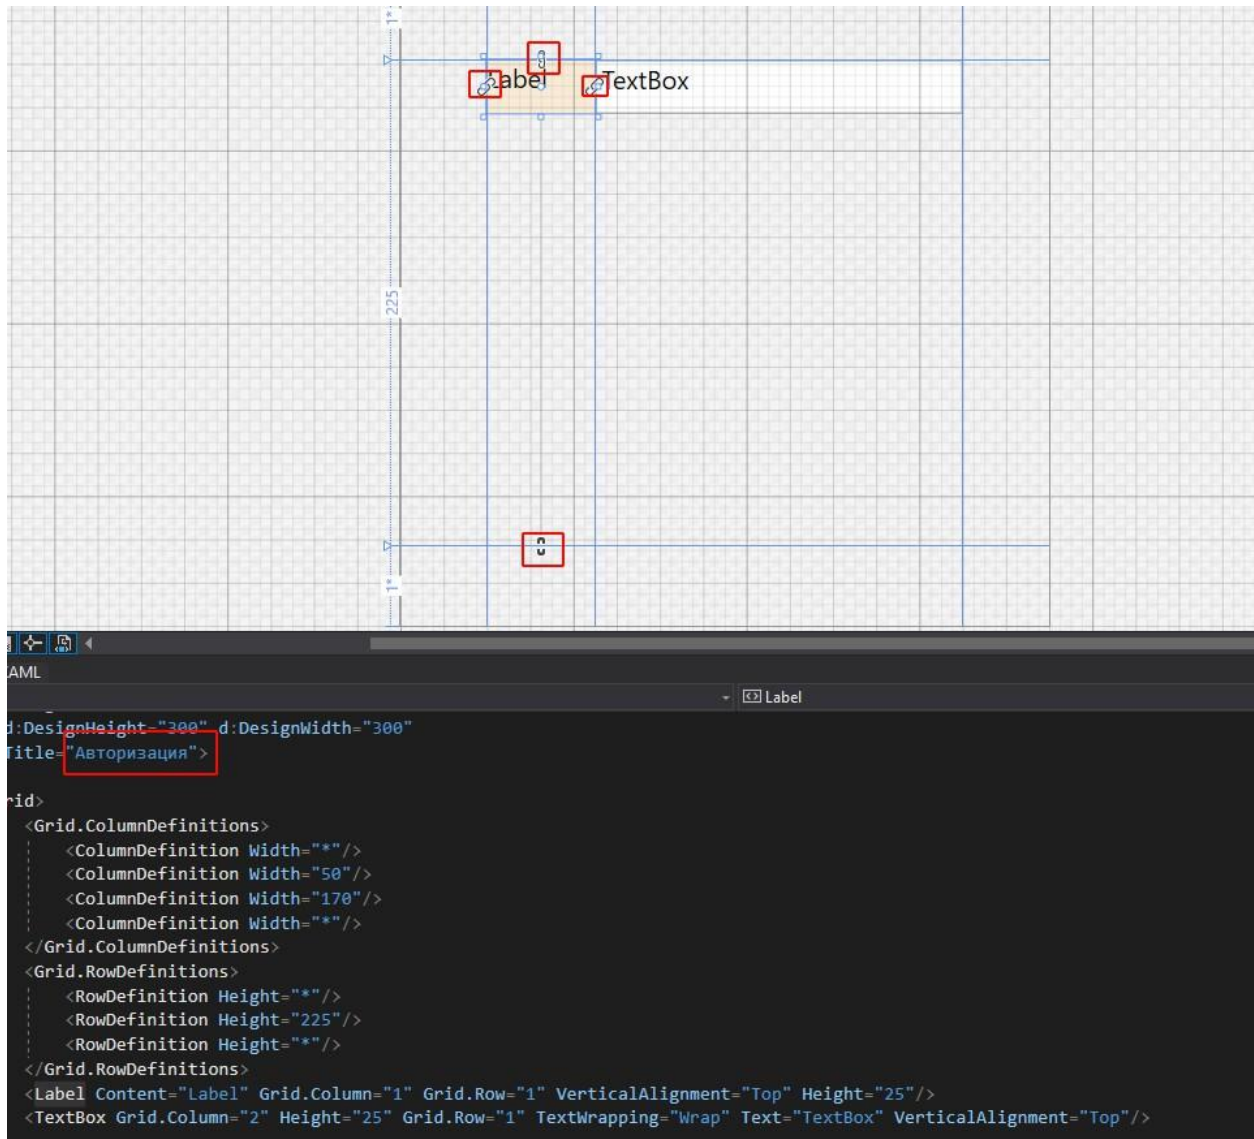 1*
Label TextBox
225
1*
XAML
Label
d:DesignHeight="300" d:DesignWidth="300"
Title="Авторизация">
rid>
<Grid.ColumnDefinitions>
<ColumnDefinition Width="*"/>
<ColumnDefinition Width="50"/>
<ColumnDefinition Width="170"/>
<ColumnDefinition Width="*"/>
</Grid.ColumnDefinitions>
<Grid.RowDefinitions>
<RowDefinition Height="*"/>
<RowDefinition Height="225"/>
<RowDefinition Height="*"/>
</Grid.RowDefinitions>
<Label Content="Label" Grid.Column="1" Grid.Row="1" VerticalAlignment="Top" Height="25"/>
<TextBox Grid.Column="2" Height="25" Grid.Row="1" TextWrapping="Wrap" Text="TextBox" VerticalAlignment="Top"/>